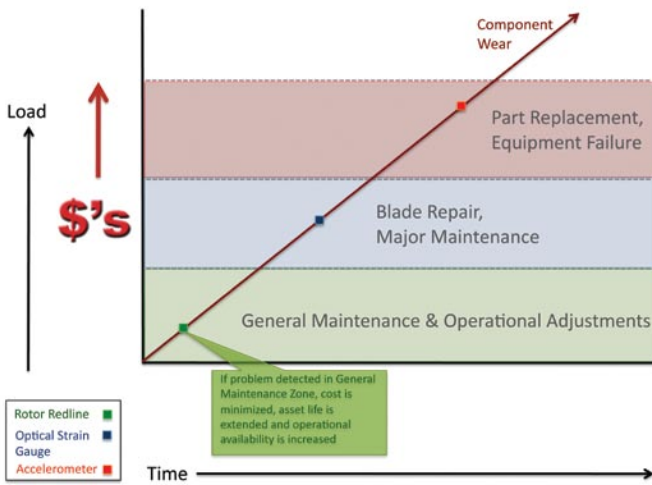 Component
Wear
Load
$'s
Part Replacement,
Equipment Failure
Blade Repair,
Major Maintenance
General Maintenance & Operational Adjustments
If problem detected in General
Maintenance Zone, cost is
minimized, asset life is
extended and operational
availability is increased
Rotor Redline
Optical Strain
Gauge
Accelerometer
Time